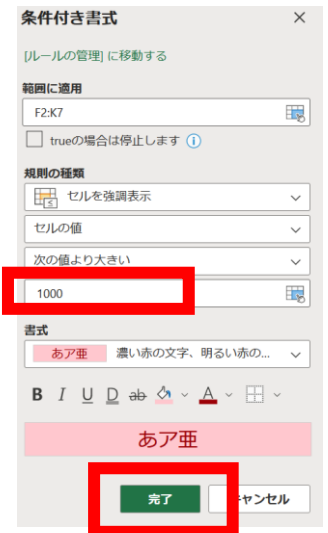 条件付き書式
[ルールの管理] に移動する
範囲に適用
F2:K7
trueの場合は停止します
規則の種類
セルを強調表示
セルの値
次の値より大きい
1000
書式
あア亜 濃い赤の文字、明るい赤の...
B I U D ab A
あア亜
完了 キャンセル